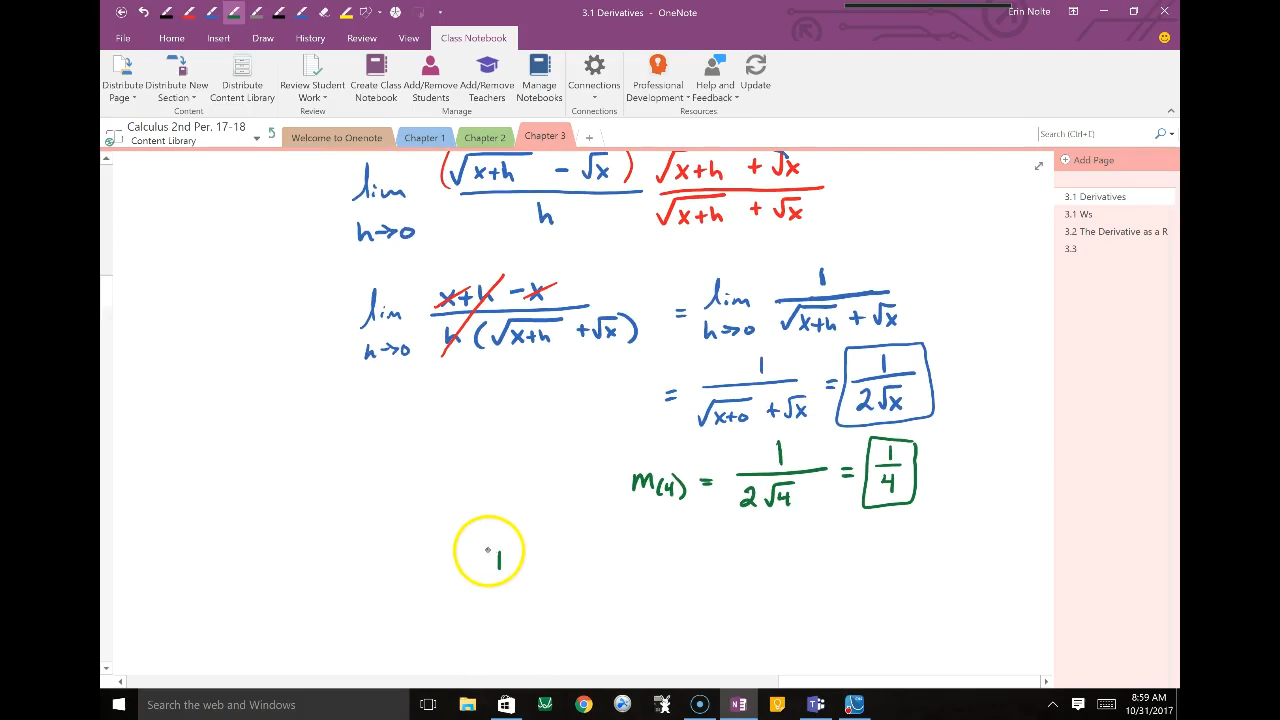 3.1 Derivatives - OneNote
Erin Nolte
File Home Insert Draw History Review View Class Notebook
Distribute Page Distribute New Section Distribute Content Library Review Student Work Create Class Notebook Add/Remove Students Add/Remove Teachers Manage Notebooks Connections Professional Development Help and Feedback Update
Content Review Manage Connections Resources
Calculus 2nd Per. 17-18
Content Library
Welcome to Onenote Chapter 1 Chapter 2 Chapter 3 +
Search (Ctrl+E)
Add Page
3.1 Derivatives
3.1 Ws
3.2 The Derivative as a R
3.3
lim h→0 (√x+h - √x)/h (√x+h + √x)/(√x+h + √x)
lim h→0 (x+h - x)/(h(√x+h + √x)) = lim h→0 1/(√x+h + √x)
= 1/(√x+0 + √x) = 1/(2√x)
m(4) = 1/(2√4) = 1/4
1
Search the web and Windows
8:59 AM
10/31/2017